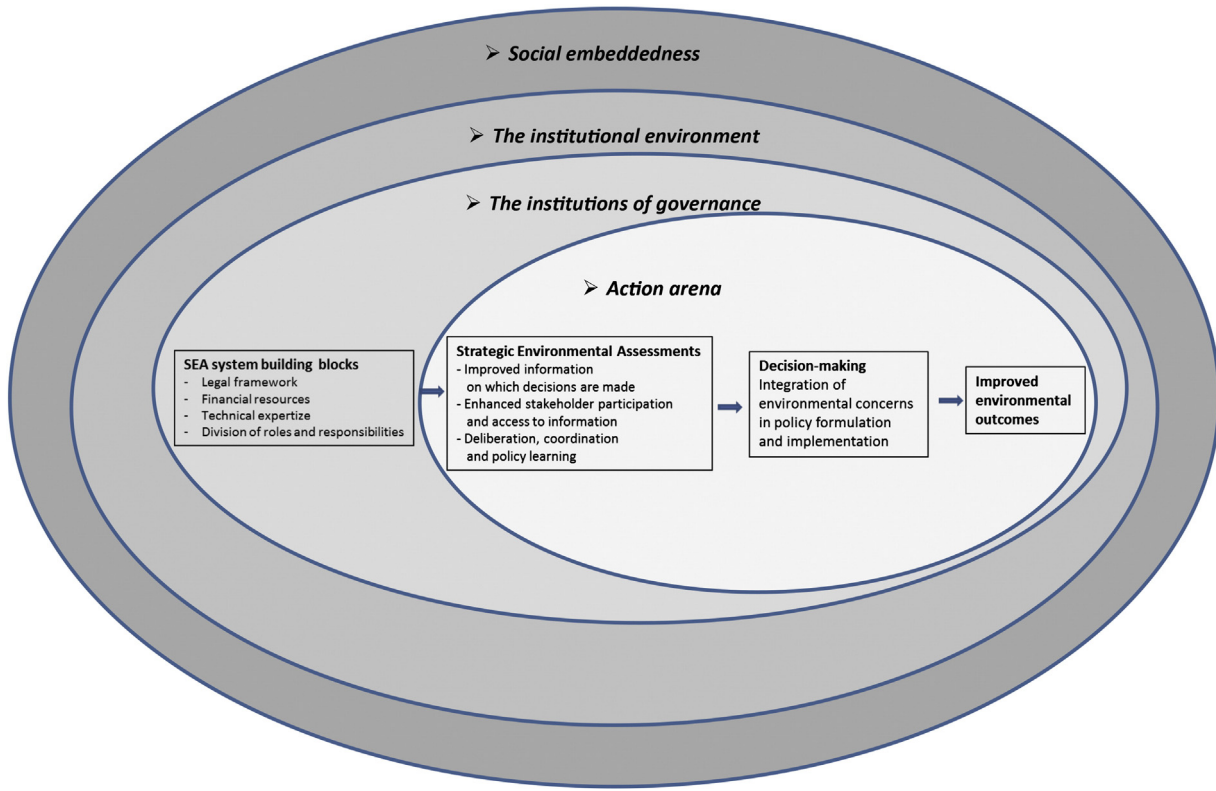 ➢ Social embeddedness
➢ The institutional environment
➢ The institutions of governance
➢ Action arena
SEA system building blocks
- Legal framework
- Financial resources
- Technical expertize
- Division of roles and responsibilities
Strategic Environmental Assessments
- Improved information
on which decisions are made
- Enhanced stakeholder participation
and access to information
- Deliberation, coordination
and policy learning
Decision-making
Integration of
environmental concerns
in policy formulation
and implementation
Improved
environmental
outcomes